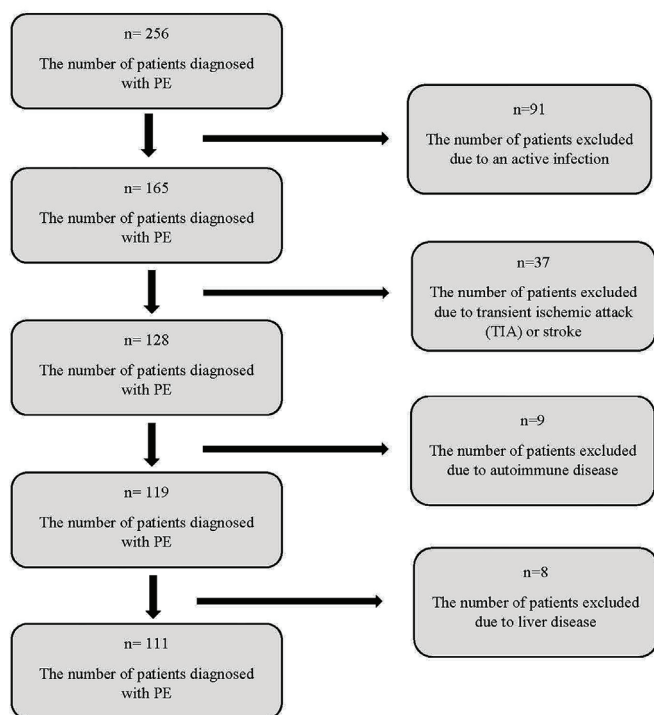 n= 256
The number of patients diagnosed
with PE
n=91
The number of patients excluded
due to an active infection
n= 165
The number of patients diagnosed
with PE
n=37
The number of patients excluded
due to transient ischemic attack
(TIA) or stroke
n= 128
The number of patients diagnosed
with PE
n=9
The number of patients excluded
due to autoimmune disease
n= 119
The number of patients diagnosed
with PE
n=8
The number of patients excluded
due to liver disease
n= 111
The number of patients diagnosed
with PE